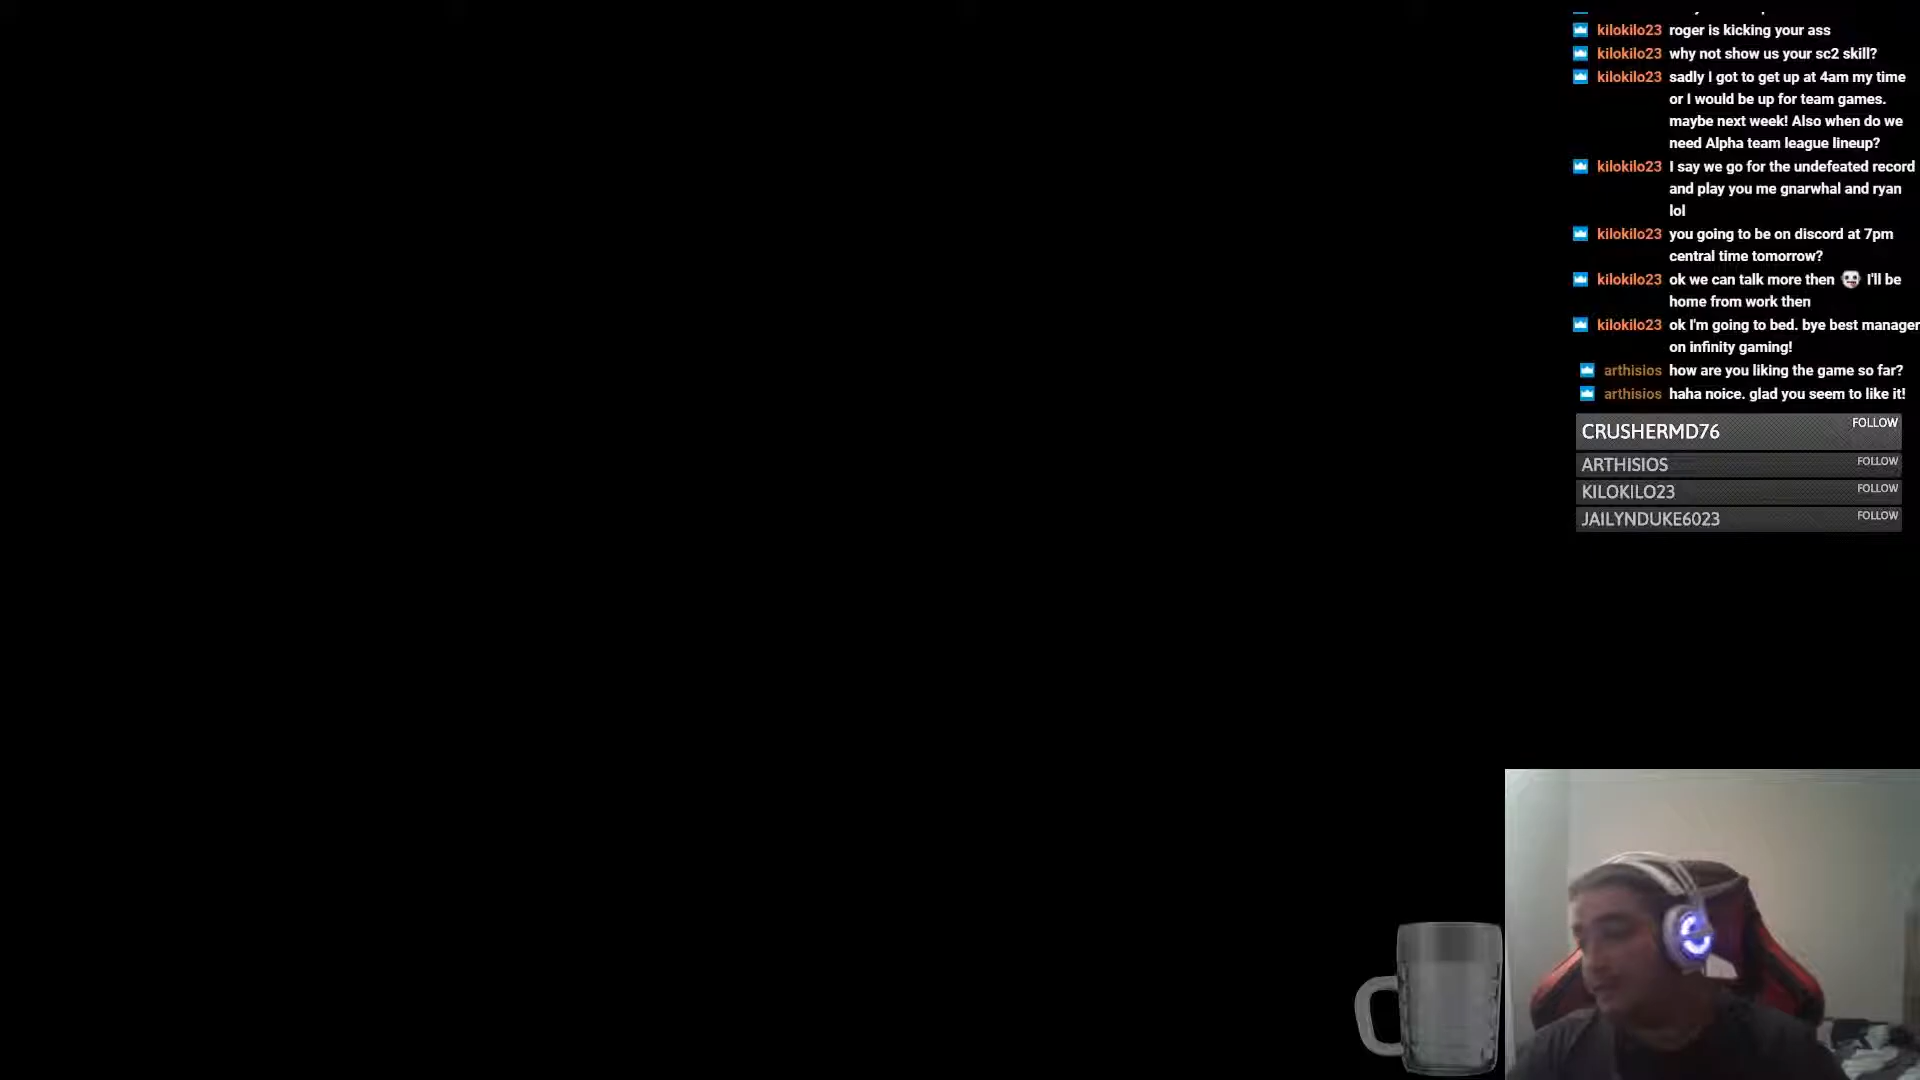 kilokilo23 roger is kicking your ass
kilokilo23 why not show us your sc2 skill?
kilokilo23 sadly I got to get up at 4am my time
or I would be up for team games.
maybe next week! Also when do we
need Alpha team league lineup?
kilokilo23 I say we go for the undefeated record
and play you me gnarwhal and ryan
lol
kilokilo23 you going to be on discord at 7pm
central time tomorrow?
kilokilo23 ok we can talk more then I'll be
home from work then
kilokilo23 ok I'm going to bed. bye best manager
on infinity gaming!
arthisios how are you liking the game so far?
arthisios haha noice. glad you seem to like it!
CRUSHERMD76 FOLLOW
ARTHISIOS FOLLOW
KILOKILO23 FOLLOW
JAILYNDUKE6023 FOLLOW